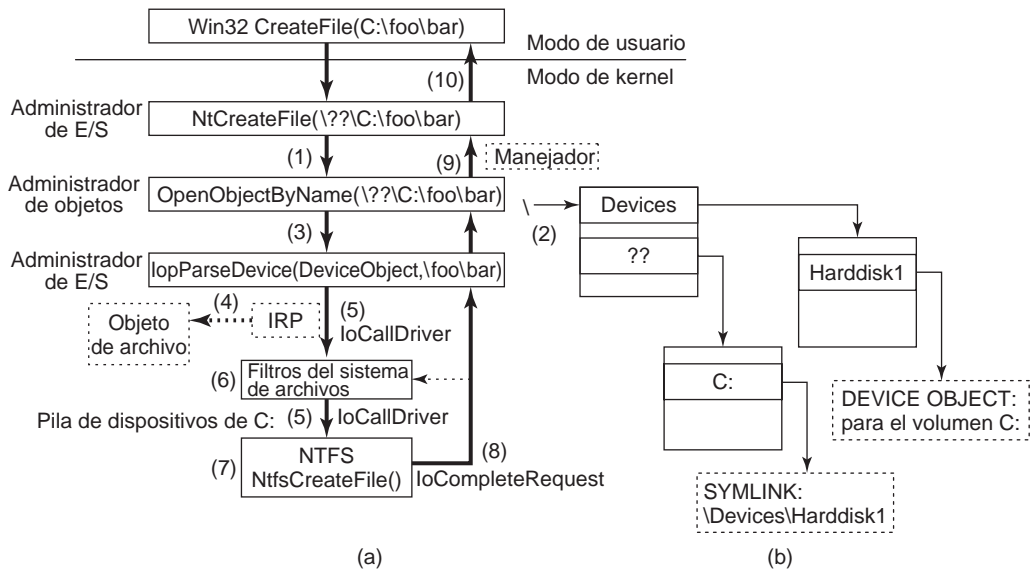 Win32 CreateFile(C:\foo\bar)
Modo de usuario
Modo de kernel
(10)
Administrador
de E/S
NtCreateFile(\??\C:\foo\bar)
(1)
(9)
Manejador
Administrador
de objetos
OpenObjectByName(\??\C:\foo\bar)
(3)
Administrador
de E/S
IopParseDevice(DeviceObject,\foo\bar)
(4)
Objeto
de archivo
IRP
(5)
IoCallDriver
(6)
Filtros del sistema
de archivos
Pila de dispositivos de C:
(5)
IoCallDriver
(7)
NTFS
NtfsCreateFile()
(8)
IoCompleteRequest
(a)
\
(2)
Devices
??
Harddisk1
C:
DEVICE OBJECT:
para el volumen C:
SYMLINK:
\Devices\Harddisk1
(b)